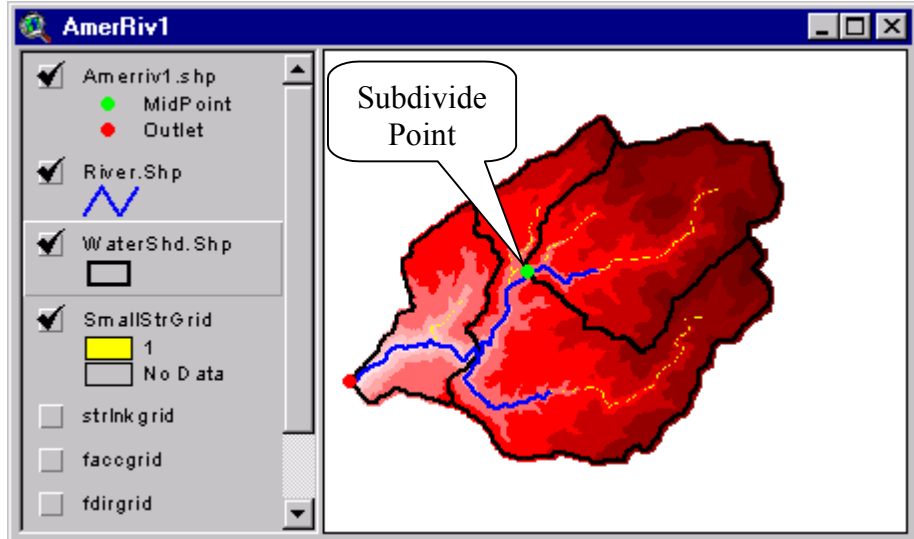 AmerRiv1
Amerriv1.shp
MidPoint
Outlet
River.Shp
WaterShd.Shp
SmallStrGrid
1
No Data
strlnkgrid
faccgrid
fdirgrid
Subdivide
Point